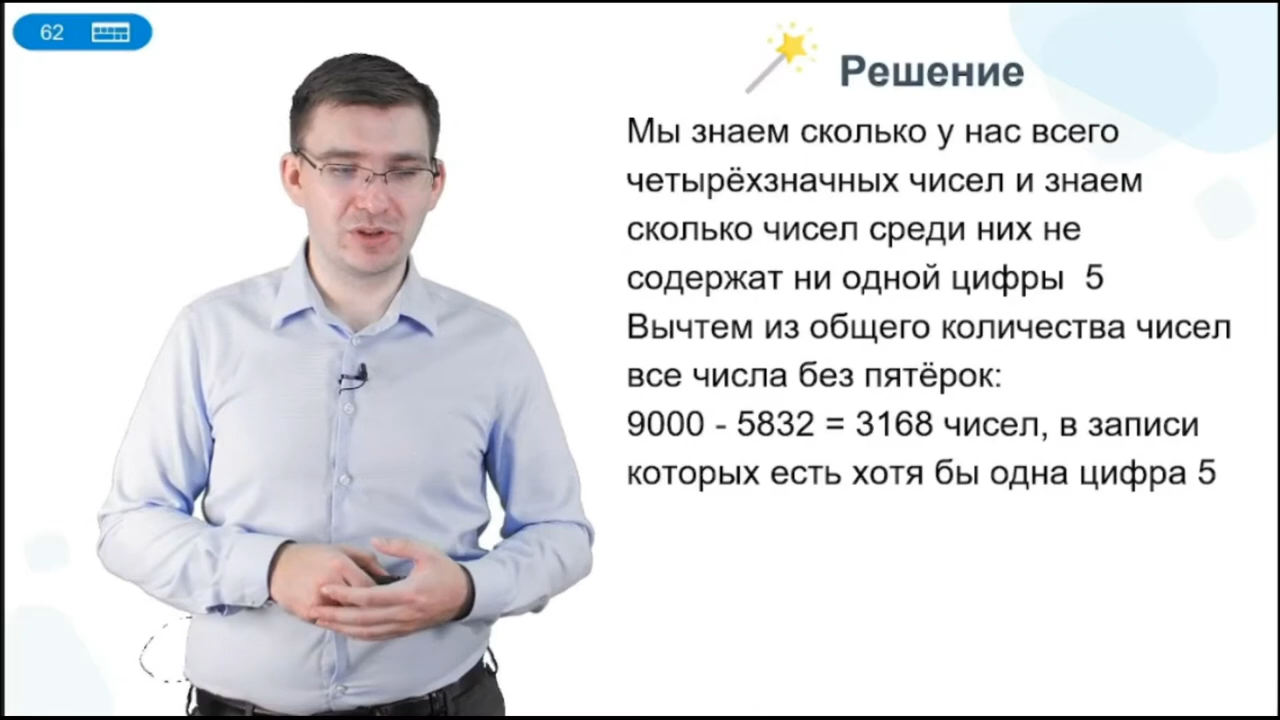 62
Решение
Мы знаем сколько у нас всего
четырёхзначных чисел и знаем
сколько чисел среди них не
содержат ни одной цифры 5
Вычтем из общего количества чисел
все числа без пятёрок:
9000 - 5832 = 3168 чисел, в записи
которых есть хотя бы одна цифра 5